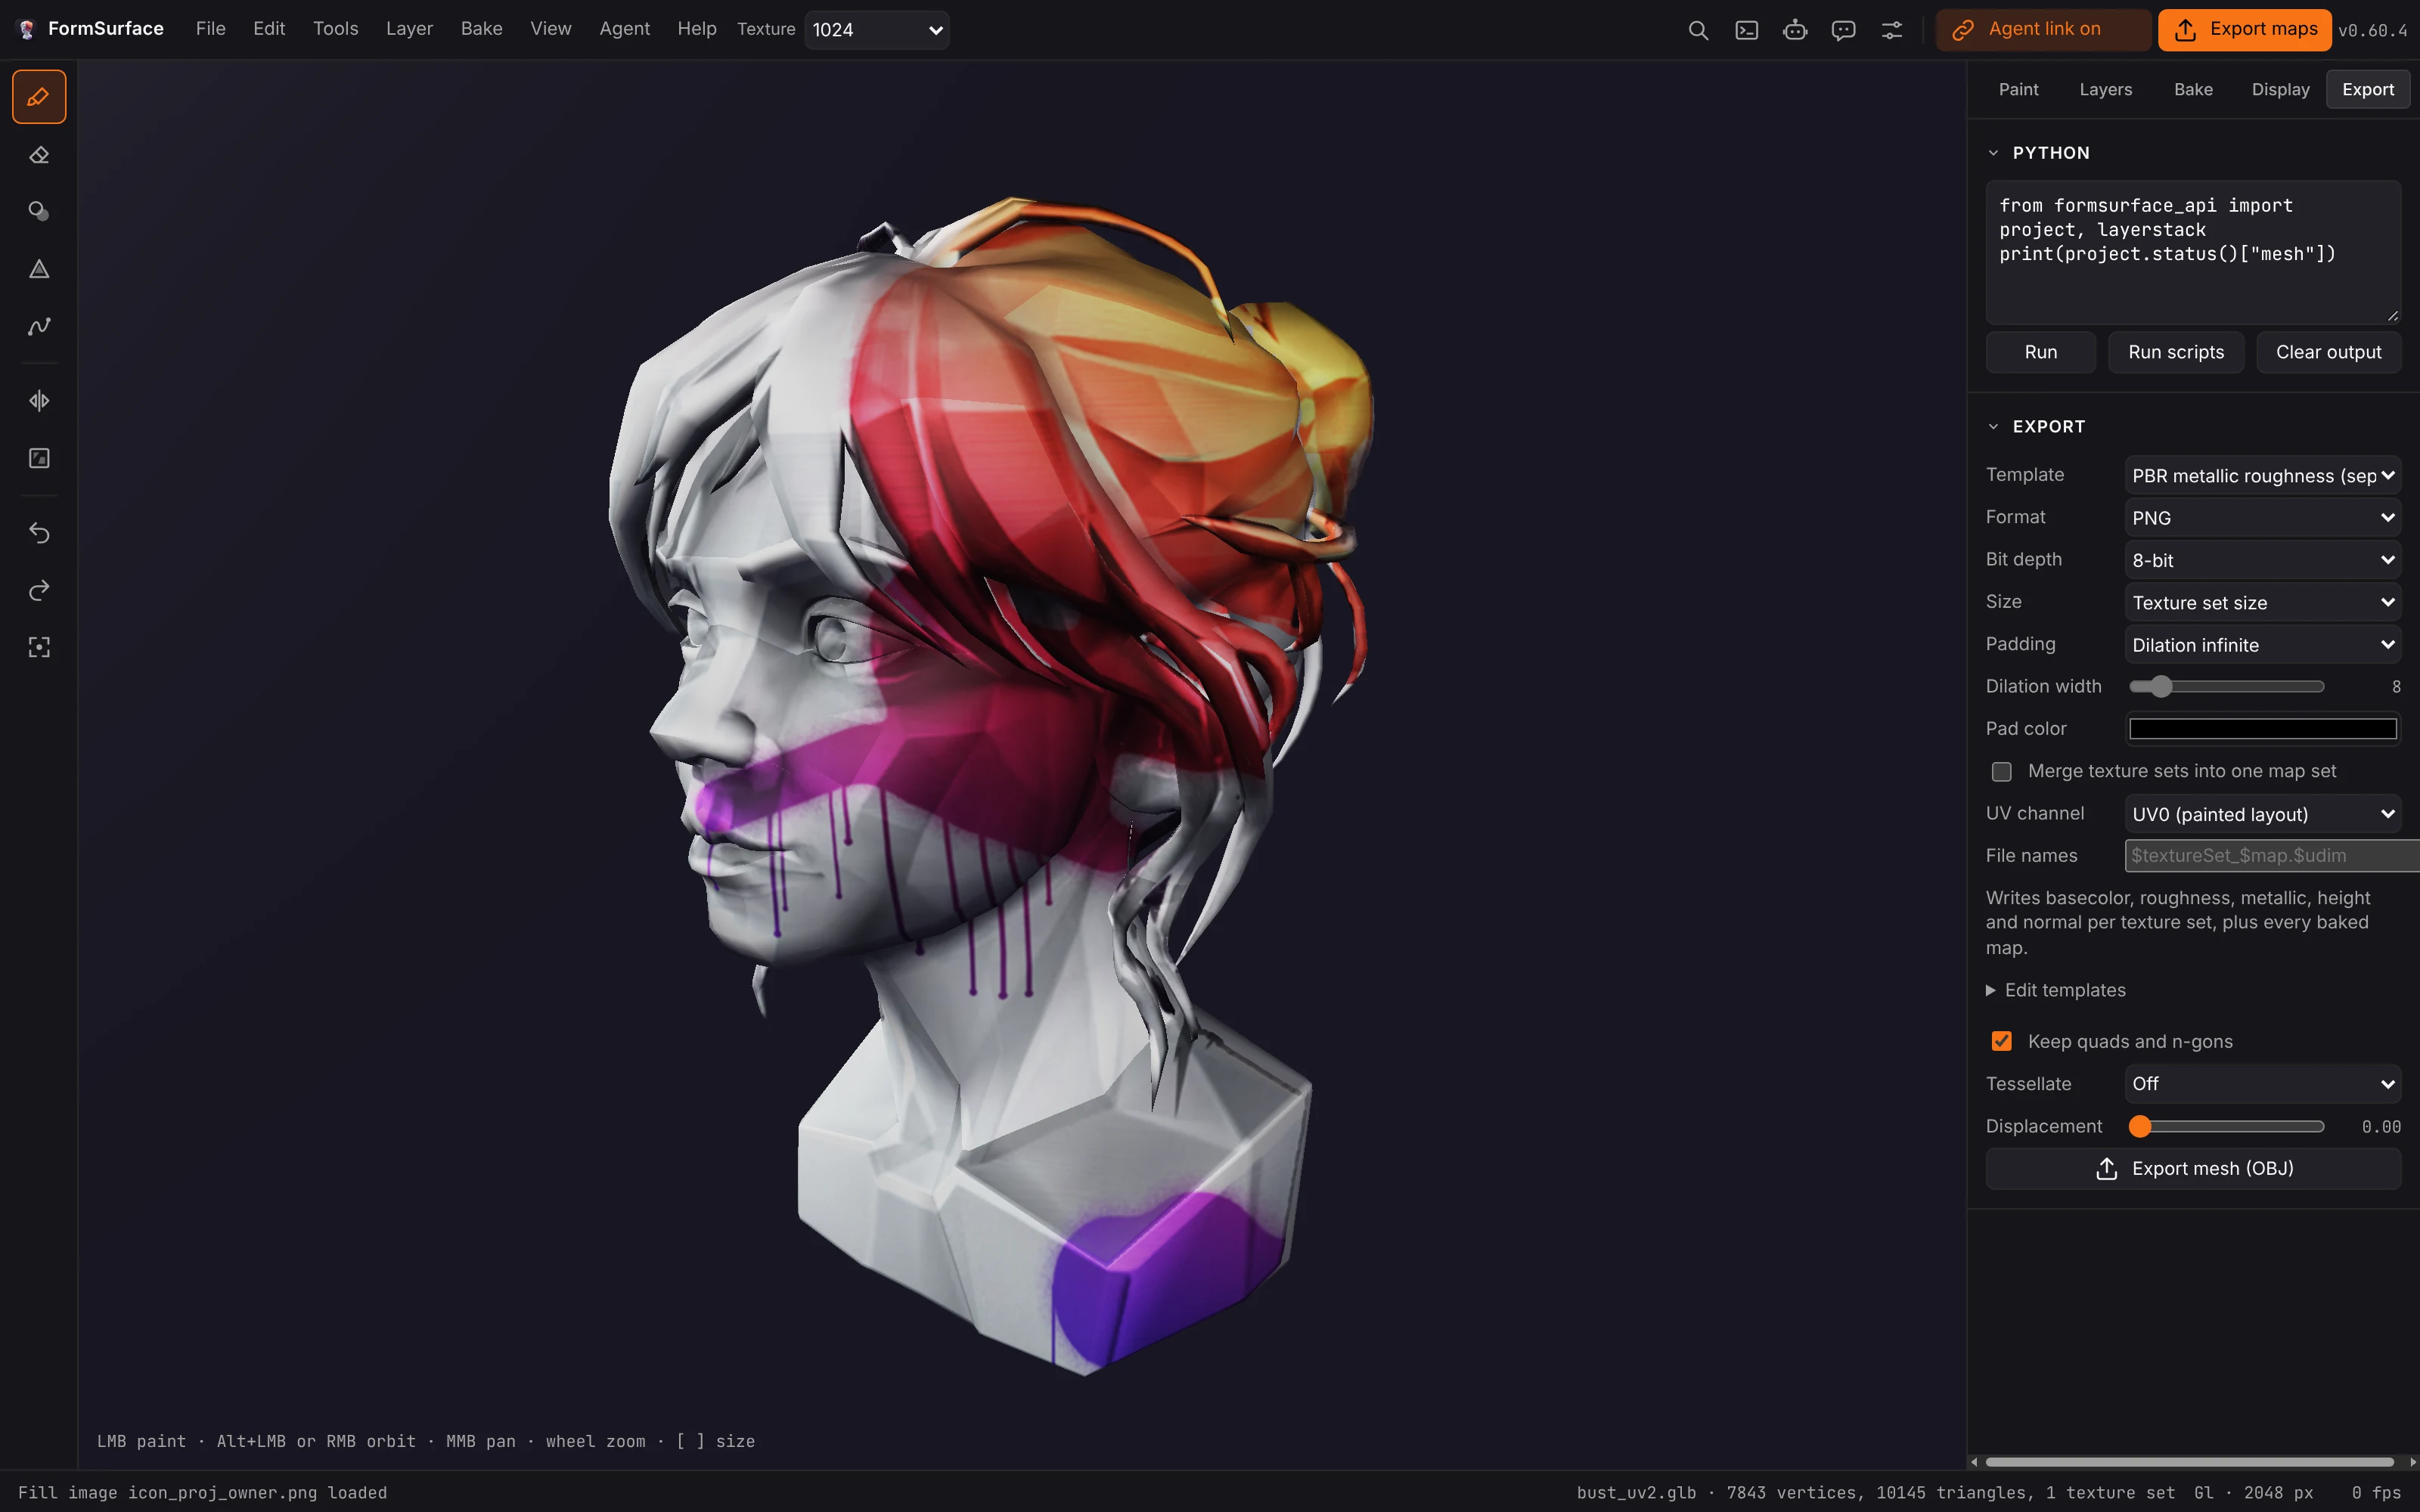 FormSurface File Edit Tools Layer Bake View Agent Help Texture 1024 Agent link on Export maps v0.60.4
Paint Layers Bake Display Export
PYTHON
from formsurface_api import
project, layerstack
print(project.status()["mesh"])
Run Run scripts Clear output
EXPORT
Template PBR metallic roughness (sep
Format PNG
Bit depth 8-bit
Size Texture set size
Padding Dilation infinite
Dilation width 8
Pad color
Merge texture sets into one map set
UV channel UV0 (painted layout)
File names $textureSet_$map.$udim
Writes basecolor, roughness, metallic, height
and normal per texture set, plus every baked
map.
Edit templates
Keep quads and n-gons
Tessellate Off
Displacement 0.00
Export mesh (OBJ)
LMB paint · Alt+LMB or RMB orbit · MMB pan · wheel zoom · [ ] size
Fill image icon_proj_owner.png loaded bust_uv2.glb · 7843 vertices, 10145 triangles, 1 texture set Gl · 2048 px 0 fps